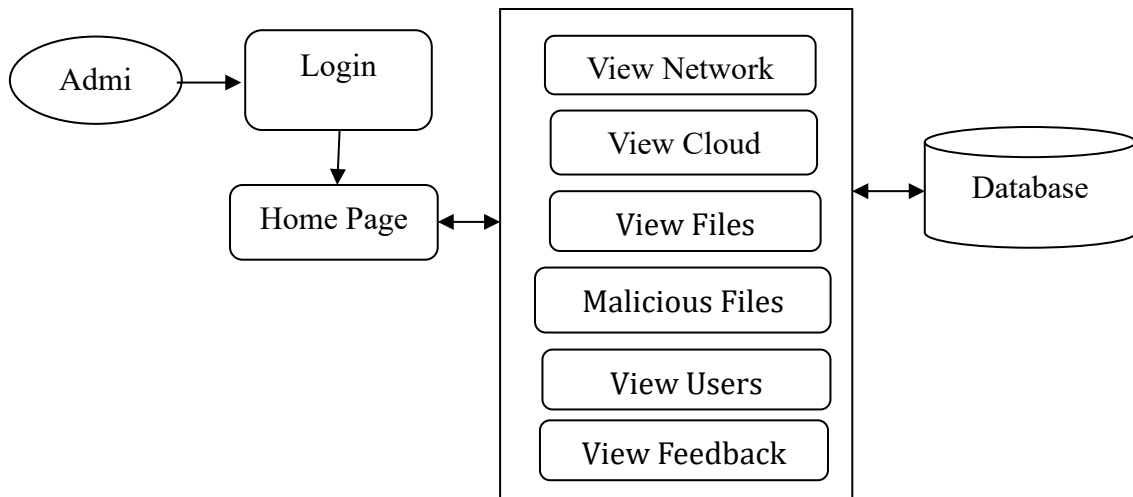 Admi
Login
Home Page
View Network
View Cloud
View Files
Malicious Files
View Users
View Feedback
Database